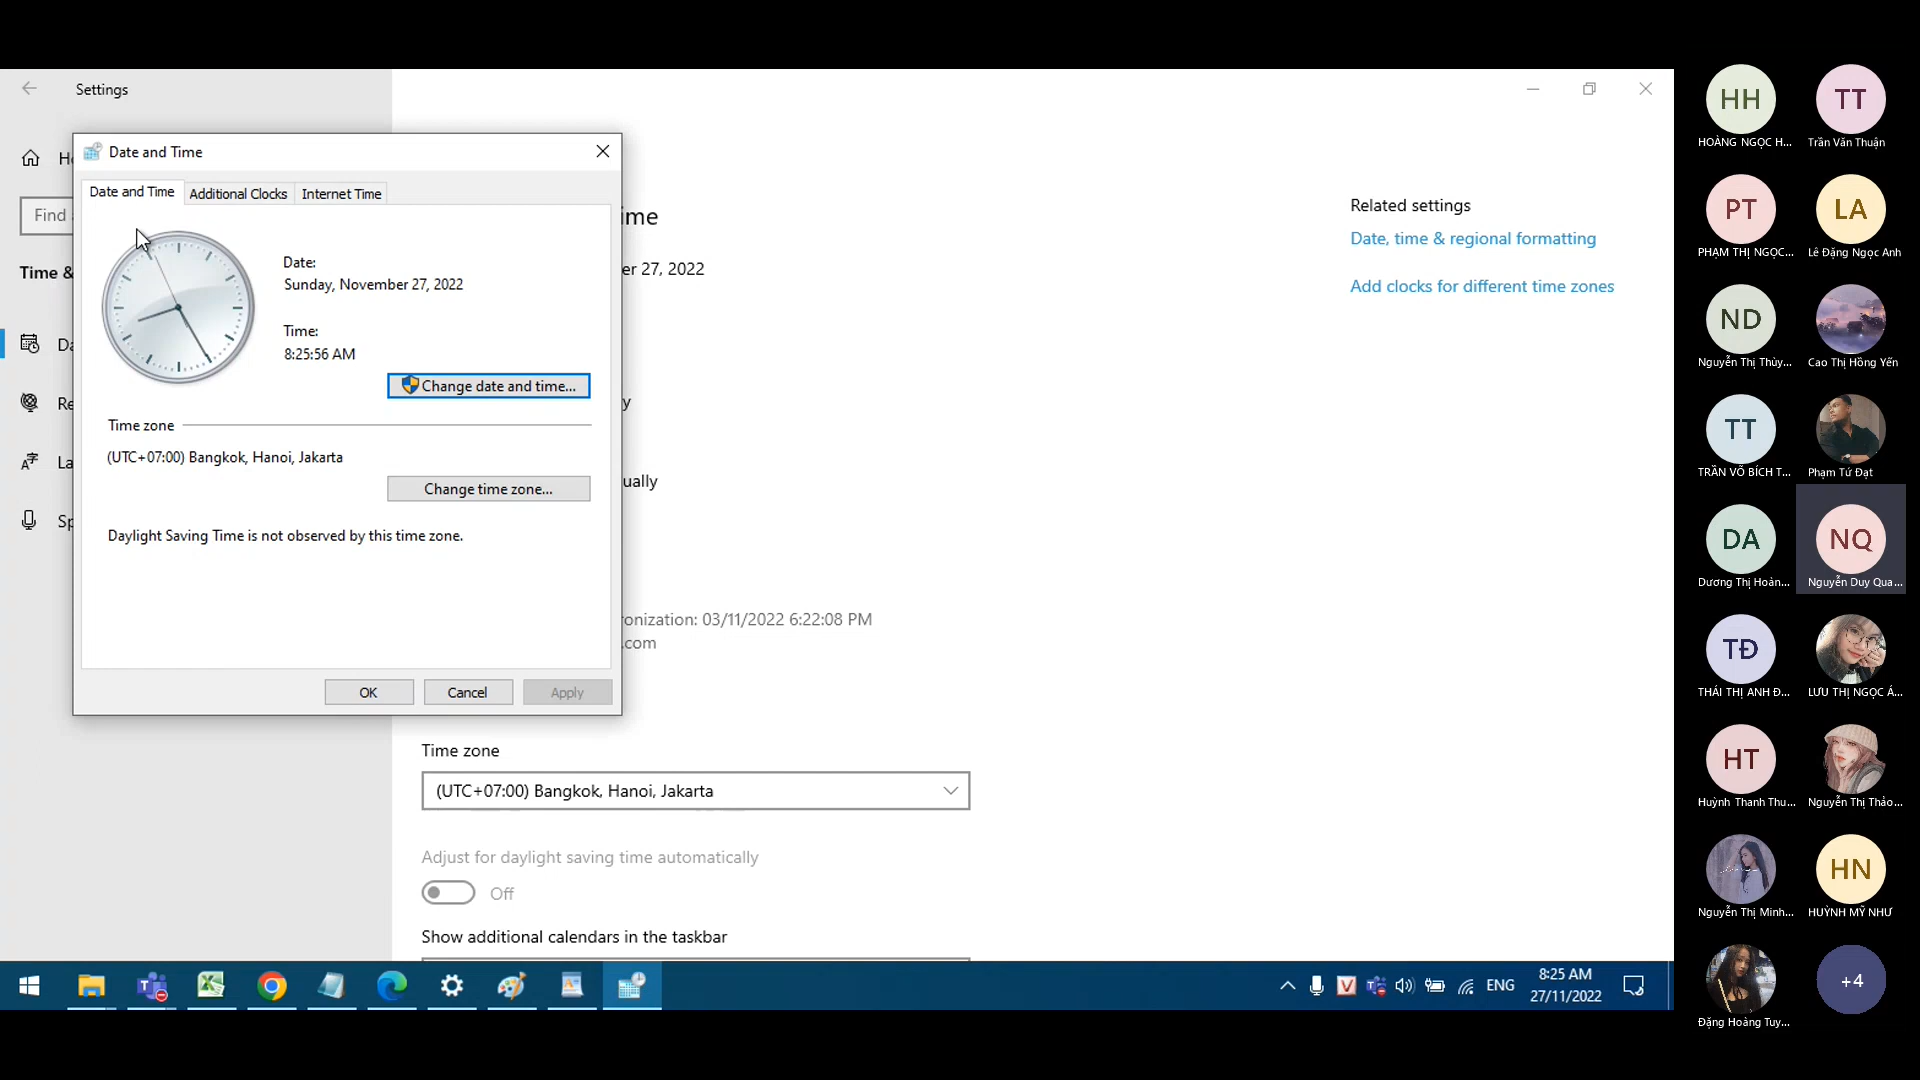 Settings
Date and Time
Date and Time
Additional Clocks
Internet Time
Date:
Sunday, November 27, 2022
Time:
8:25:56 AM
Change date and time...
Time zone
(UTC+07:00) Bangkok, Hanoi, Jakarta
Change time zone...
Daylight Saving Time is not observed by this time zone.
OK
Cancel
Apply
Find
Time &
ime
er 27, 2022
y
ually
ronization: 03/11/2022 6:22:08 PM
.com
Time zone
(UTC+07:00) Bangkok, Hanoi, Jakarta
Adjust for daylight saving time automatically
Off
Show additional calendars in the taskbar
Related settings
Date, time & regional formatting
Add clocks for different time zones
ENG
8:25 AM
27/11/2022
HH
HOÀNG NGỌC H...
TT
Trần Văn Thuận
PT
PHẠM THỊ NGỌC...
LA
Lê Đặng Ngọc Anh
ND
Nguyễn Thị Thùy...
Cao Thị Hồng Yến
TT
TRẦN VÕ BÍCH T...
Phạm Tứ Đạt
DA
Dương Thị Hoàn...
NQ
Nguyễn Duy Qua...
TĐ
THÁI THỊ ANH Đ...
LƯU THỊ NGỌC Á...
HT
Huỳnh Thanh Thu...
Nguyễn Thị Thảo...
Nguyễn Thị Minh...
HN
HUỲNH MỸ NHƯ
Đặng Hoàng Tuy...
+4